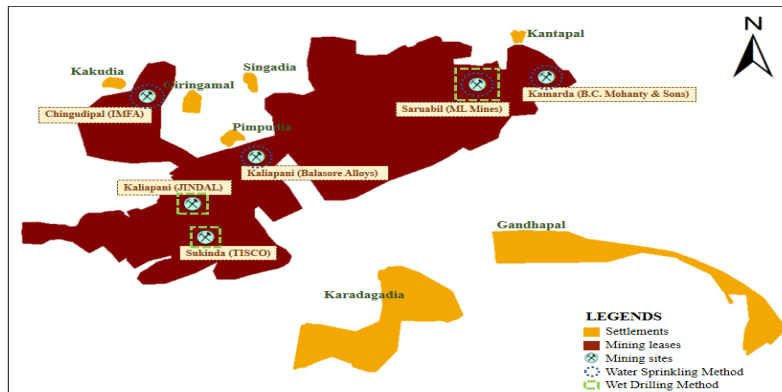 N
Kantapal
Singadia
Kakudia
Giringamal
Kamarda (B.C. Mohanty & Sons)
Saruabil (ML Mines)
Chingudipal (IMFA)
Pimpudia
Kaliapani (Balasore Alloys)
Kaliapani (JINDAL)
Gandhapal
Sukinda (TISCO)
Karadagadia
LEGENDS
Settlements
Mining leases
Mining sites
Water Sprinkling Method
Wet Drilling Method